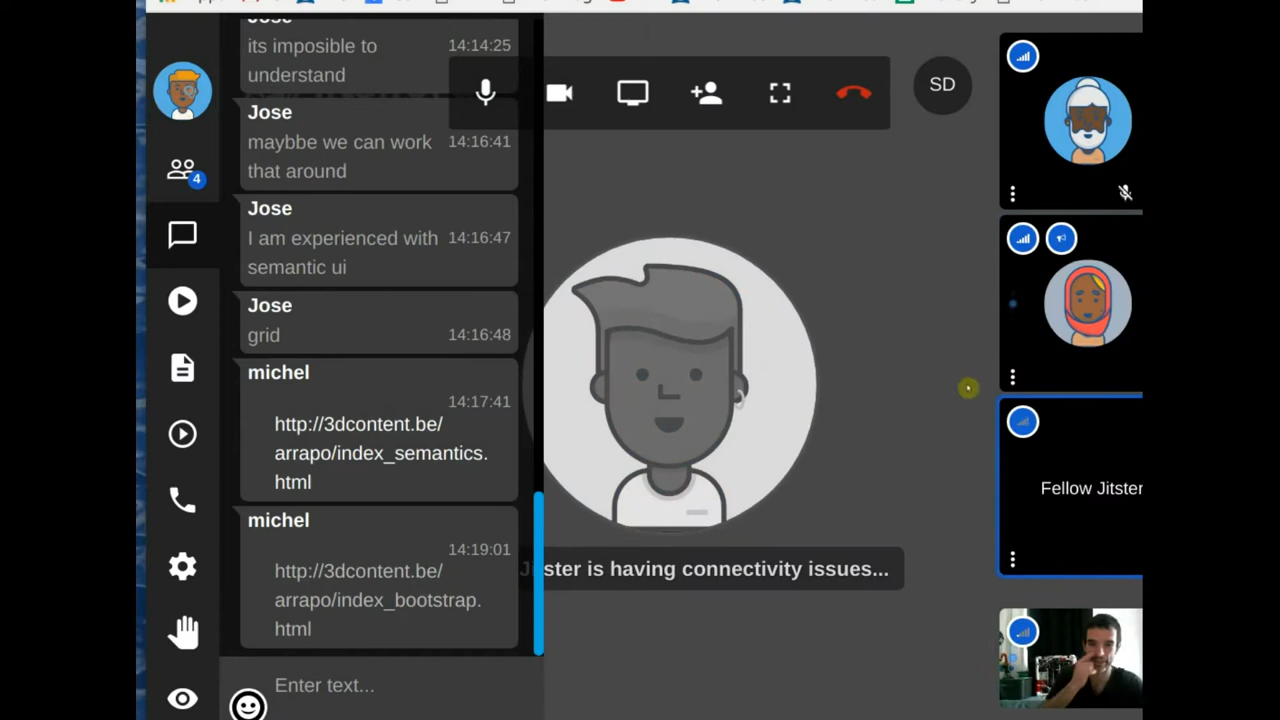 Jose
its imposible to
14:14:25
understand
Jose
maybbe we can work
14:16:41
that around
Jose
I am experienced with
14:16:47
semantic ui
Jose
grid
14:16:48
michel
14:17:41
http://3dcontent.be/
arrapo/index_semantics.
html
michel
14:19:01
http://3dcontent.be/
arrapo/index_bootstrap.
html
Enter text...
4
SD
ster is having connectivity issues...
Fellow Jitster